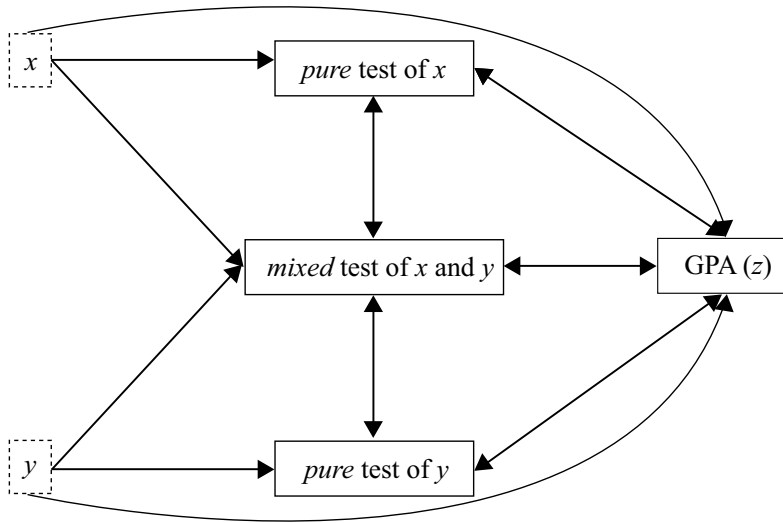 x
pure test of x
mixed test of x and y
GPA (z)
y
pure test of y